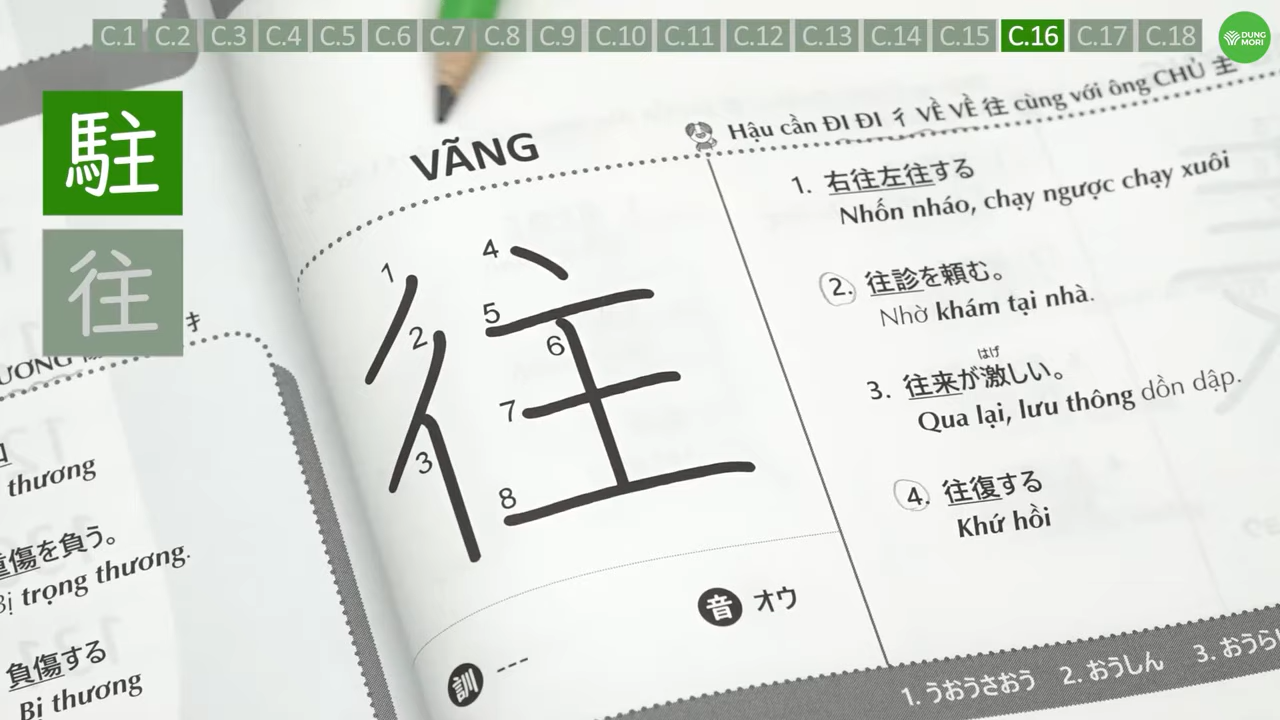 C.1 C.2 C.3 C.4 C.5 C.6 C.7 C.8 C.9 C.10 C.11 C.12 C.13 C.14 C.15 C.16 C.17 C.18
DUNG MORI
駐
往
VÃNG
Hậu cần ĐI ĐI 彳 VỀ VỀ 往 cùng với ông CHỦ 主
1 2 3 4 5 6 7 8
1. 右往左往する
Nhốn nháo, chạy ngược chạy xuôi
2. 往診を頼む。
Nhờ khám tại nhà.
はげ
3. 往来が激しい。
Qua lại, lưu thông dồn dập.
4. 往復する
Khứ hồi
音 オウ
訓 ---
1. うおうさおう 2. おうしん 3. おうら
thương
重傷を負う。
Bị trọng thương.
負傷する
Bị thương